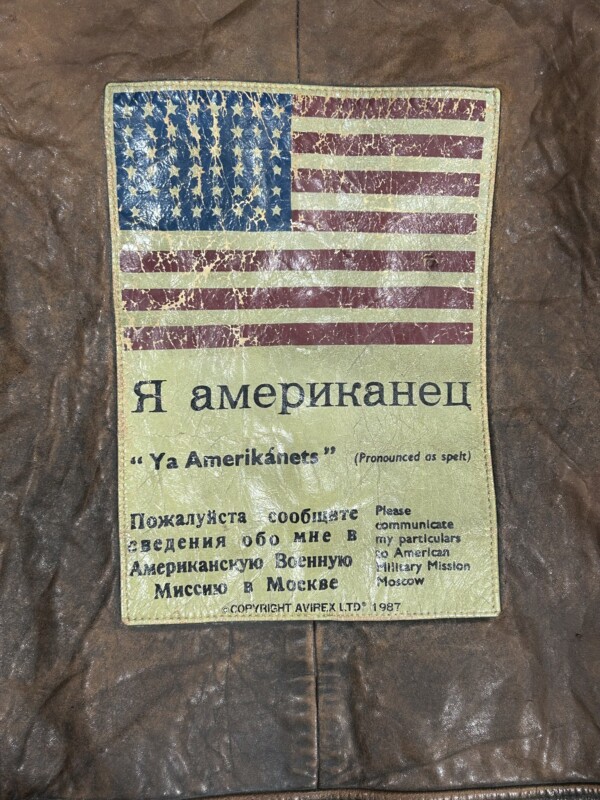 Я американец
“ Ya Amerikánets ” (Pronounced as spelt)
Пожалуйста сообщите
сведения обо мне в
Американскую Военную
Миссию в Москве
Please
communicate
my particulars
to American
Military Mission
Moscow
©COPYRIGHT AVIREX LTD® 1987